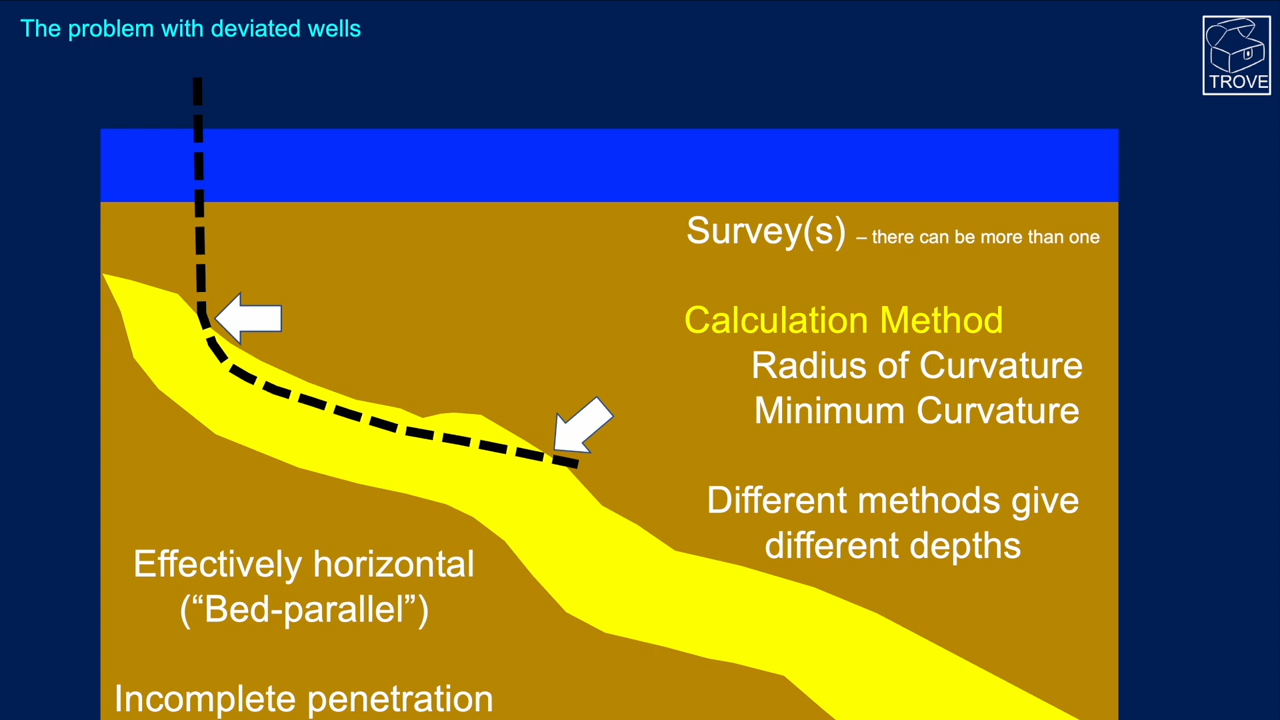 The problem with deviated wells
TROVE
Survey(s) – there can be more than one
Calculation Method
Radius of Curvature
Minimum Curvature
Different methods give
different depths
Effectively horizontal
(“Bed-parallel”)
Incomplete penetration